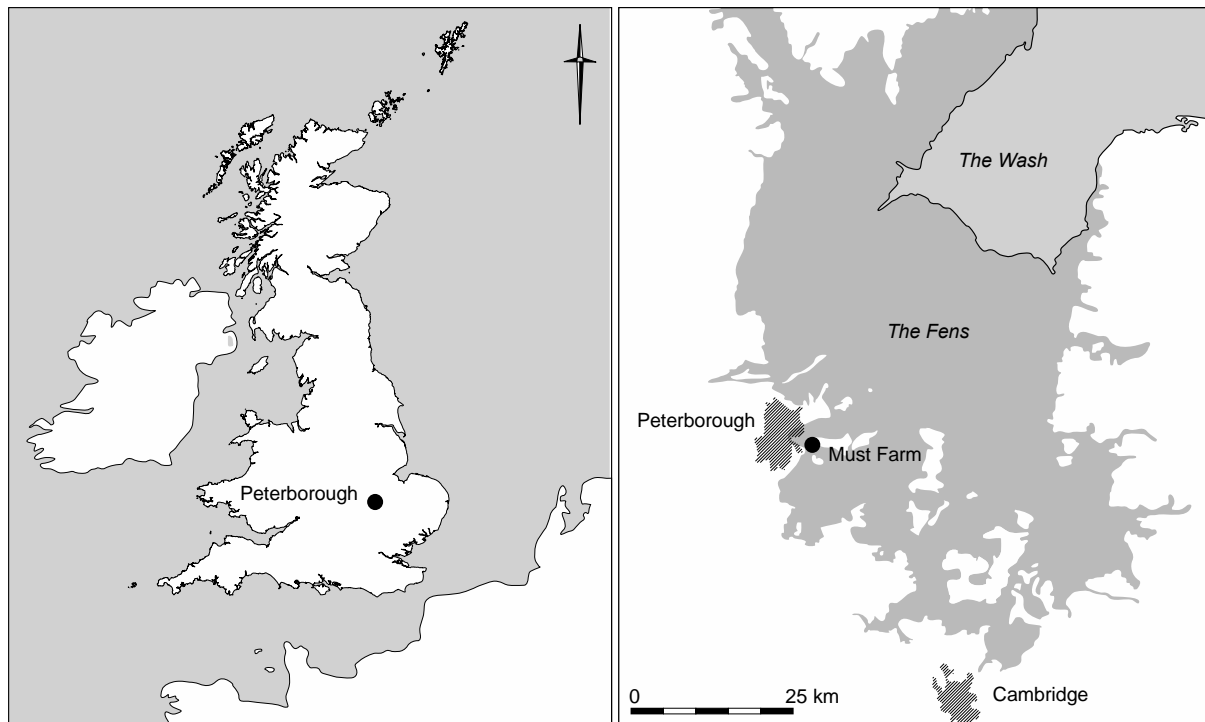 Peterborough
The Wash
The Fens
Peterborough
Must Farm
0
25 km
Cambridge